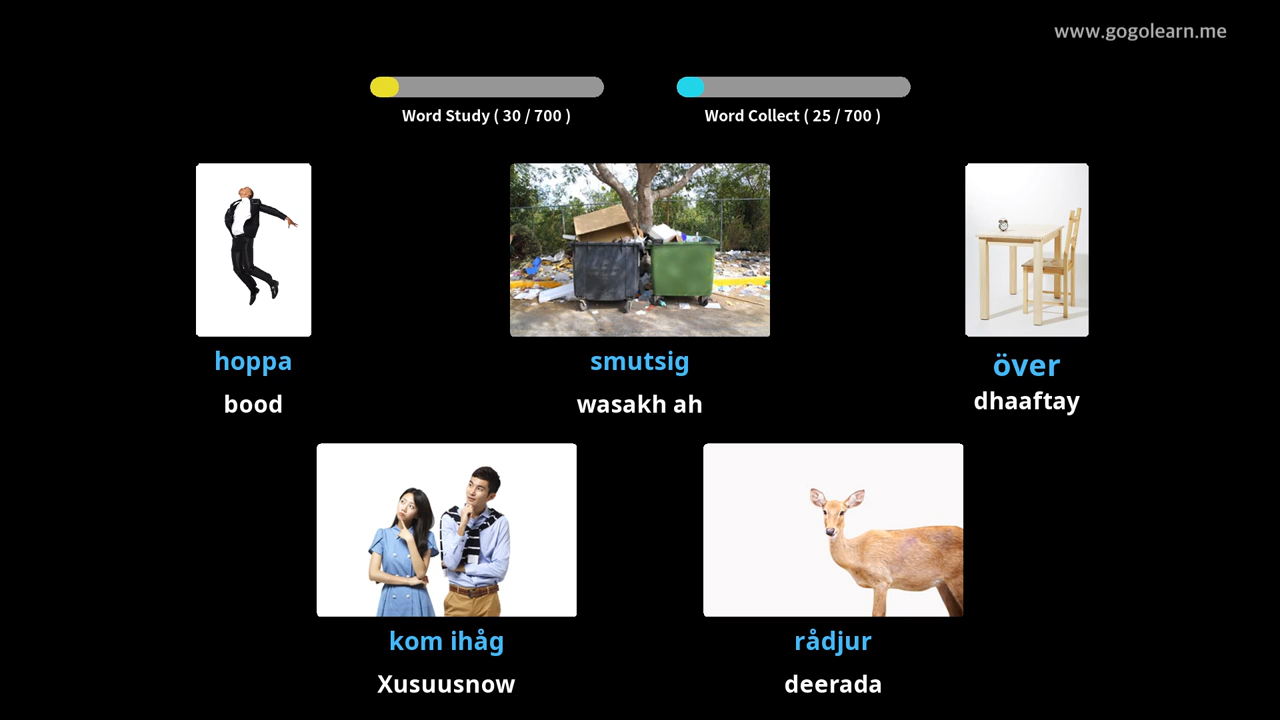 www.gogolearn.me
Word Study ( 30 / 700 )
Word Collect ( 25 / 700 )
hoppa
bood
smutsig
wasakh ah
över
dhaaftay
kom ihåg
Xusuusnow
rådjur
deerada